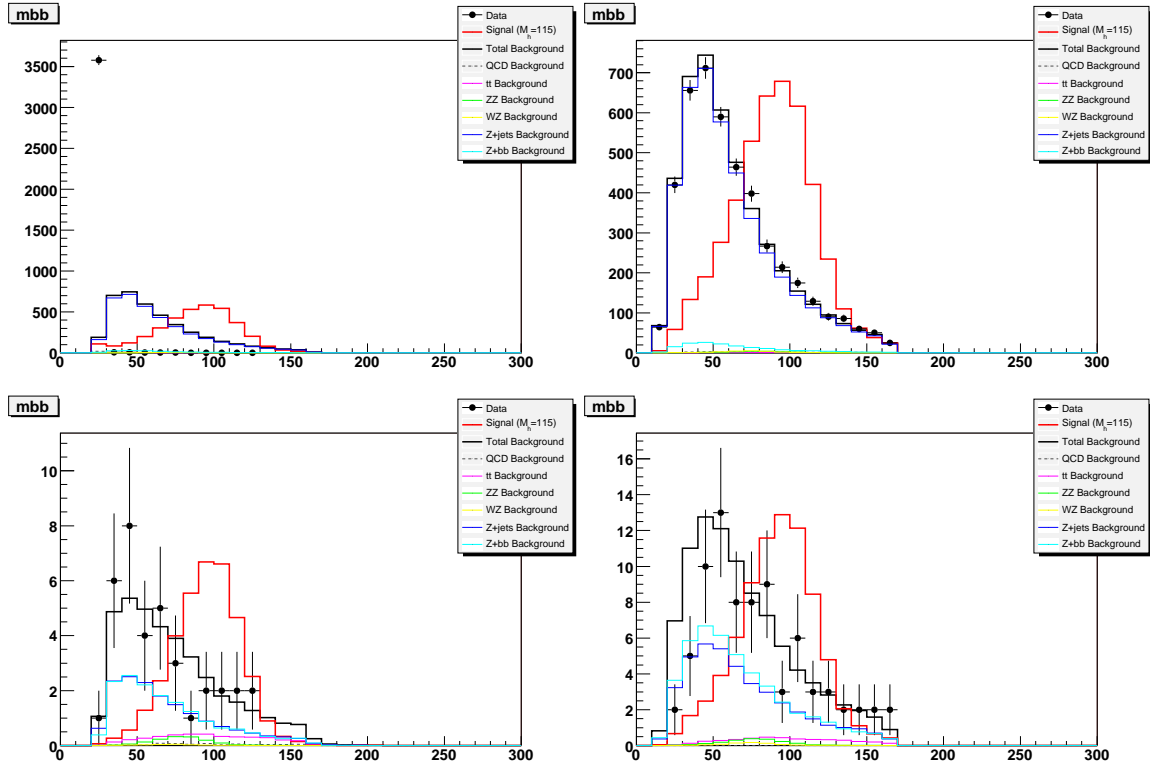 mbb
Data
Signal (M_h=115)
Total Background
QCD Background
tt Background
ZZ Background
WZ Background
Z+jets Background
Z+bb Background
3500
3000
2500
2000
1500
1000
500
0
0 50 100 150 200 250 300
mbb
Data
Signal (M_h=115)
Total Background
QCD Background
tt Background
ZZ Background
WZ Background
Z+jets Background
Z+bb Background
700
600
500
400
300
200
100
0
0 50 100 150 200 250 300
mbb
Data
Signal (M_h=115)
Total Background
QCD Background
tt Background
ZZ Background
WZ Background
Z+jets Background
Z+bb Background
10
8
6
4
2
0
0 50 100 150 200 250 300
mbb
Data
Signal (M_h=115)
Total Background
QCD Background
tt Background
ZZ Background
WZ Background
Z+jets Background
Z+bb Background
16
14
12
10
8
6
4
2
0
0 50 100 150 200 250 300